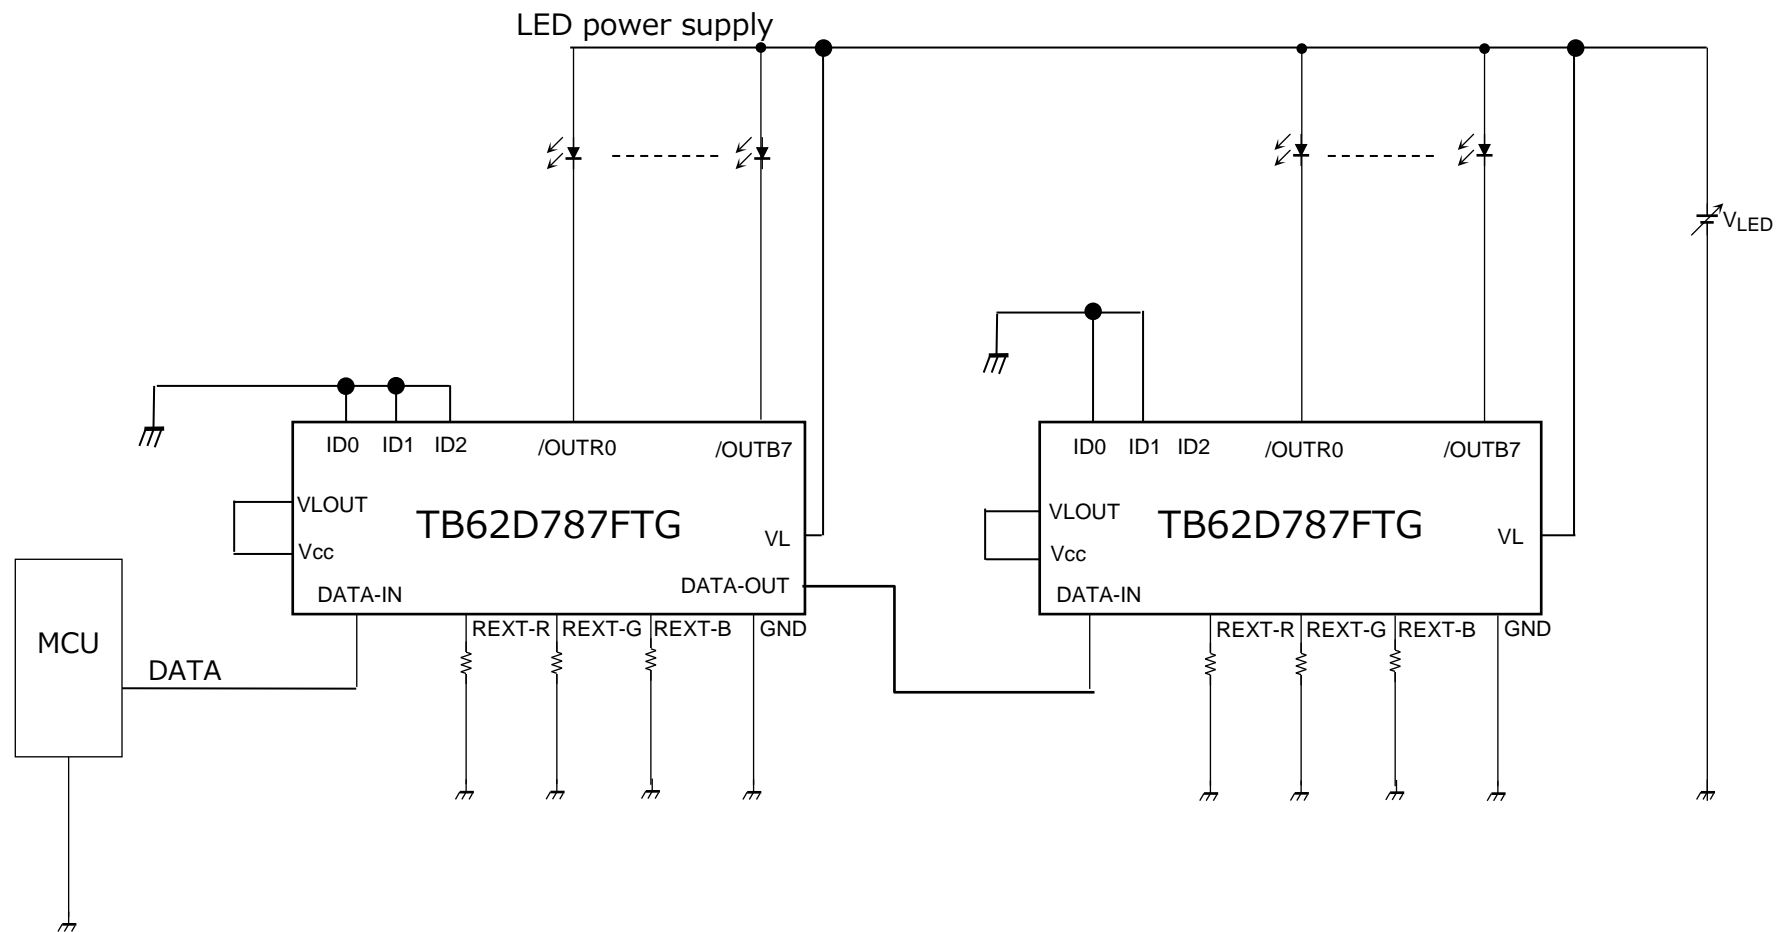 LED power supply
VLED
ID0 ID1 ID2 /OUTR0 /OUTB7
VLOUT
TB62D787FTG
VL
Vcc
DATA-IN
DATA-OUT
REXT-R REXT-G REXT-B GND
ID0 ID1 ID2 /OUTR0 /OUTB7
VLOUT
TB62D787FTG
VL
Vcc
DATA-IN
REXT-R REXT-G REXT-B GND
MCU
DATA